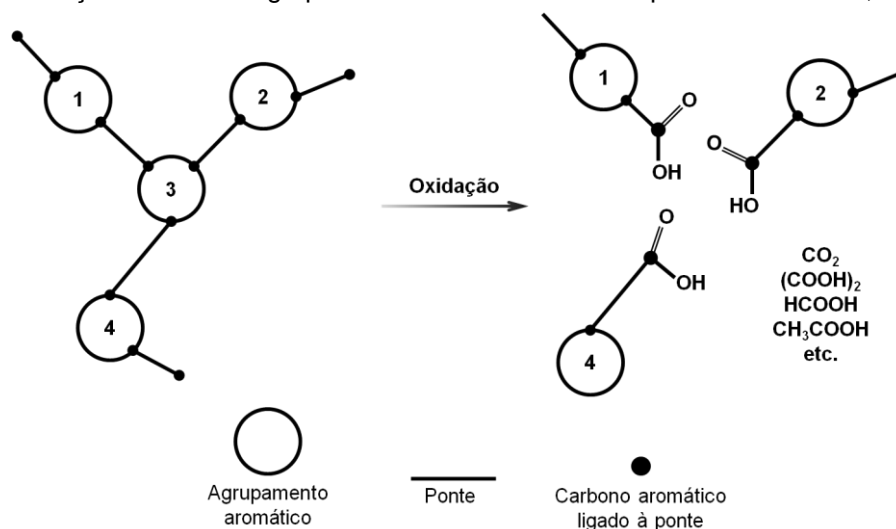 1
2
3
4
Oxidação
1
O
OH
2
O
HO
O
OH
4
CO2
(COOH)2
HCOOH
CH3COOH
etc.
Agrupamento
aromático
Ponte
Carbono aromático
ligado à ponte